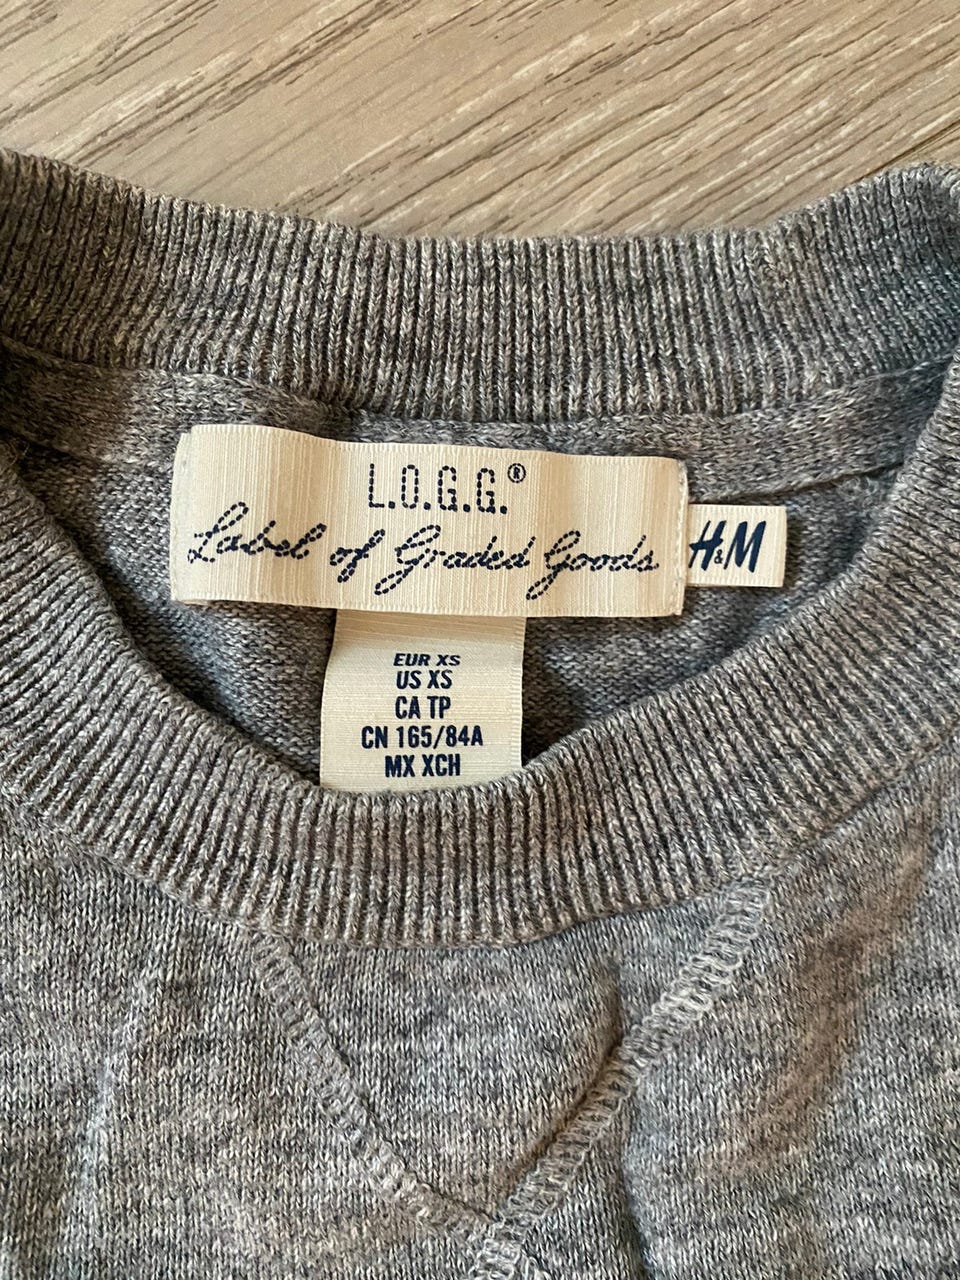 L.O.G.G.®
Label of Graded Goods
H&M
EUR XS
US XS
CA TP
CN 165/84A
MX XCH